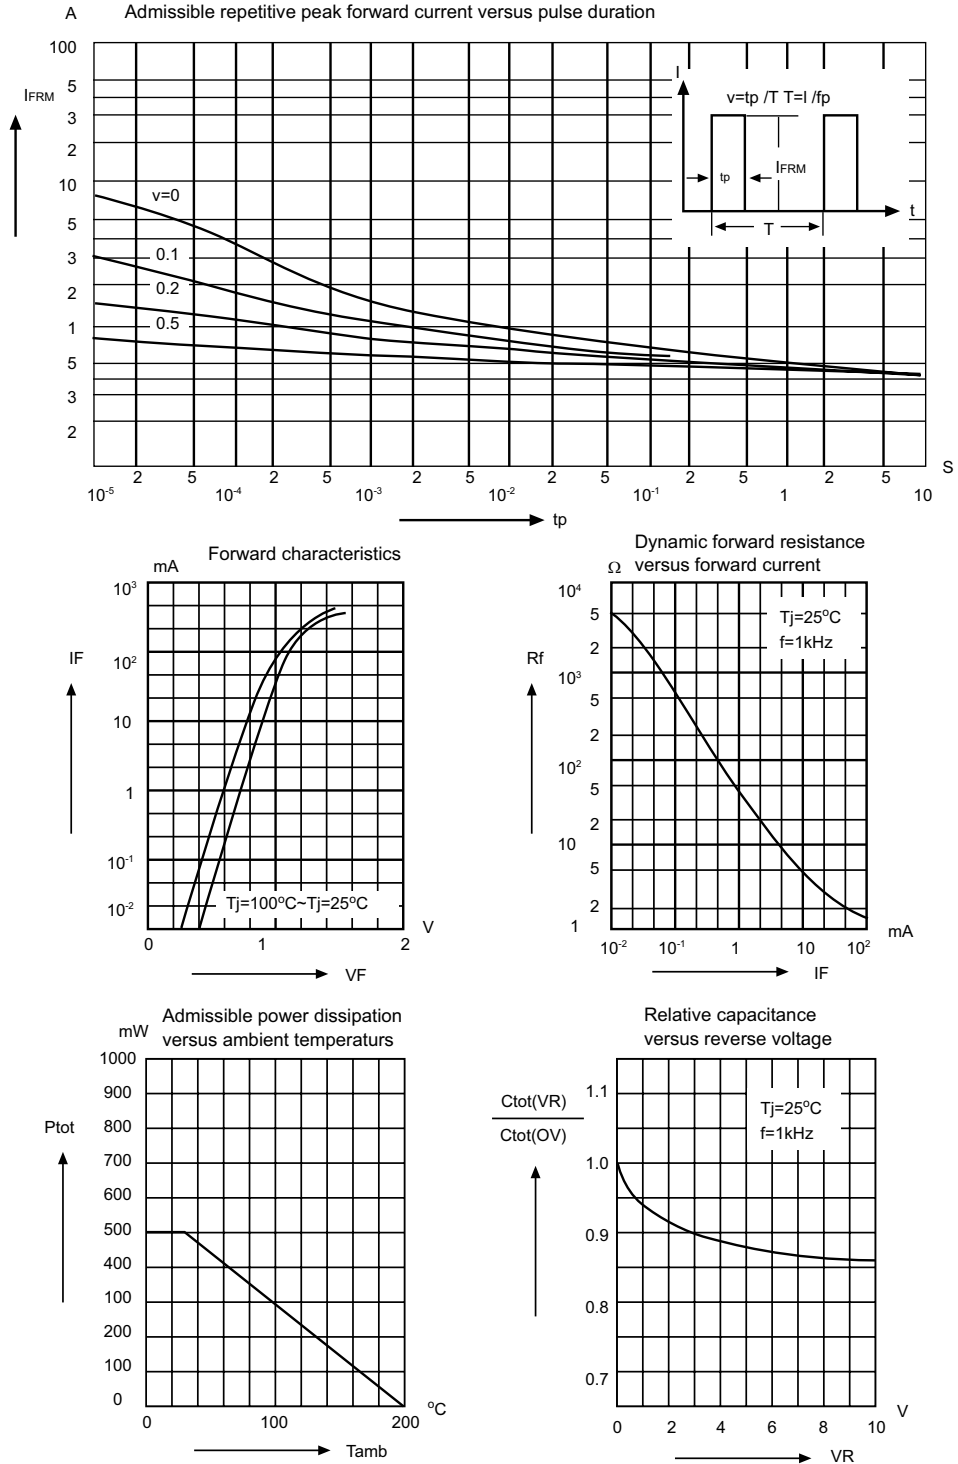 A Admissible repetitive peak forward current versus pulse duration
100
5
IFRM
3
2
10
5
3
2
1
5
3
2
v=0
0.1
0.2
0.5
I
v=tp /T T=I /fp
tp
IFRM
t
T
2 5 2 5 2 5 2 5 2 5 2 5 S
10-5 10-4 10-3 10-2 10-1 1 10
tp
Forward characteristics
mA
10³
IF
10²
10
1
10-1
10-2
Tj=100°C~Tj=25°C
0 1 2 V
VF
Dynamic forward resistance
Ω versus forward current
10⁴
5
2
Rf
10³
5
2
10²
5
2
10
5
2
1
Tj=25°C
f=1kHz
10-2 10-1 1 10 10² mA
IF
Admissible power dissipation
mW versus ambient temperaturs
1000
900
Ptot 800
700
600
500
400
100
200
100
0
0 100 200 °C
Tamb
Relative capacitance
versus reverse voltage
Ctot(VR)
Ctot(OV)
1.1
1.0
0.9
0.8
0.7
Tj=25°C
f=1kHz
0 2 4 6 8 10 V
VR